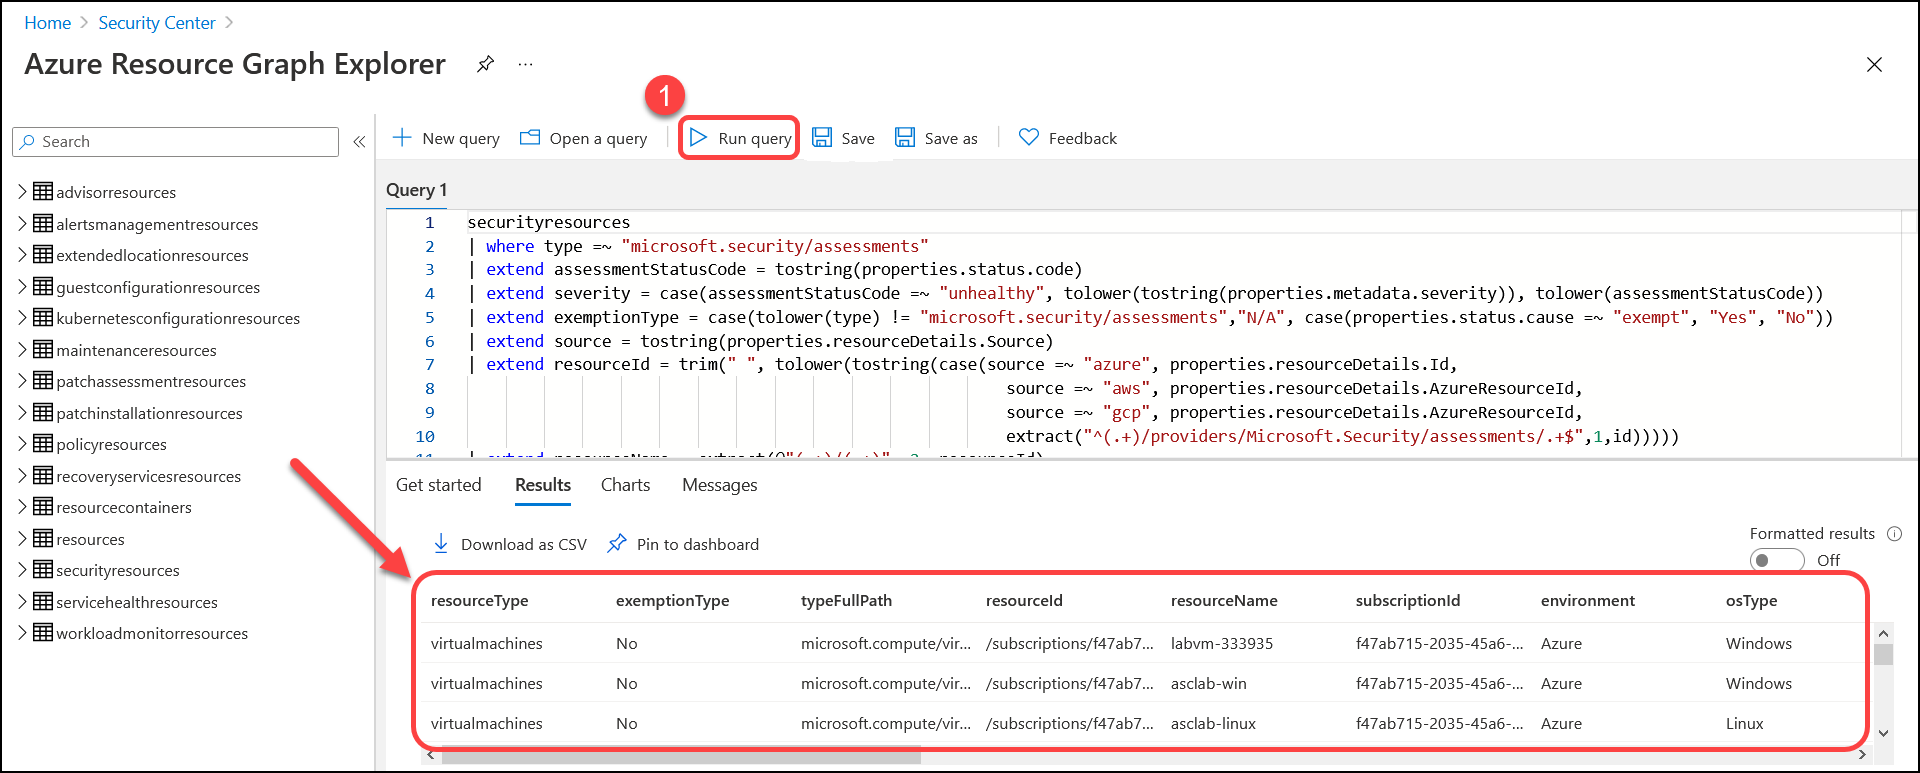 Home > Security Center >
Azure Resource Graph Explorer ...
1
Search «
New query Open a query Run query Save Save as Feedback
advisorresources
alertsmanagementresources
extendedlocationresources
guestconfigurationresources
kubernetesconfigurationresources
maintenanceresources
patchassessmentresources
patchinstallationresources
policyresources
recoveryservicesresources
resourcecontainers
resources
securityresources
servicehealthresources
workloadmonitorresources
Query 1
1 securityresources
2 | where type =~ "microsoft.security/assessments"
3 | extend assessmentStatusCode = tostring(properties.status.code)
4 | extend severity = case(assessmentStatusCode =~ "unhealthy", tolower(tostring(properties.metadata.severity)), tolower(assessmentStatusCode))
5 | extend exemptionType = case(tolower(type) != "microsoft.security/assessments","N/A", case(properties.status.cause =~ "exempt", "Yes", "No"))
6 | extend source = tostring(properties.resourceDetails.Source)
7 | extend resourceId = trim(" ", tolower(tostring(case(source =~ "azure", properties.resourceDetails.Id,
8 source =~ "aws", properties.resourceDetails.AzureResourceId,
9 source =~ "gcp", properties.resourceDetails.AzureResourceId,
10 extract("^(.+)/providers/Microsoft.Security/assessments/.+$",1,id)))))
Get started Results Charts Messages
Download as CSV Pin to dashboard
Formatted results
Off
resourceType exemptionType typeFullPath resourceId resourceName subscriptionId environment osType
virtualmachines No microsoft.compute/vir... /subscriptions/f47ab7... labvm-333935 f47ab715-2035-45a6-... Azure Windows
virtualmachines No microsoft.compute/vir... /subscriptions/f47ab7... asclab-win f47ab715-2035-45a6-... Azure Windows
virtualmachines No microsoft.compute/vir... /subscriptions/f47ab7... asclab-linux f47ab715-2035-45a6-... Azure Linux